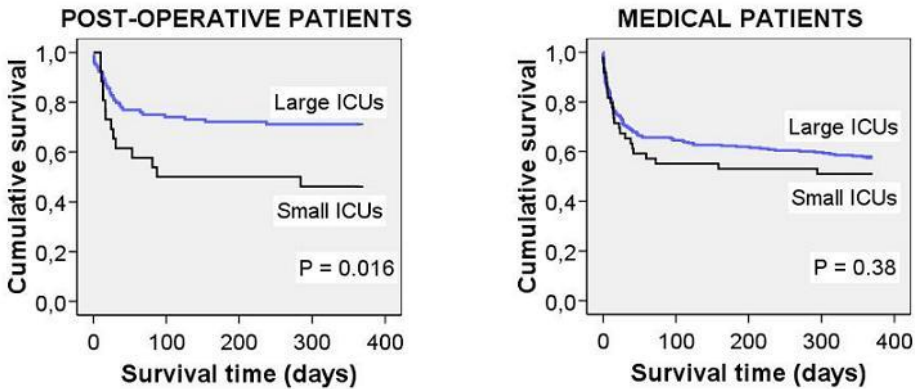 POST-OPERATIVE PATIENTS
Cumulative survival
1,0
0,8
0,6
0,4
0,2
0,0
Large ICUs
Small ICUs
P = 0.016
0 100 200 300 400
Survival time (days)
MEDICAL PATIENTS
Cumulative survival
1,0
0,8
0,6
0,4
0,2
0,0
Large ICUs
Small ICUs
P = 0.38
0 100 200 300 400
Survival time (days)